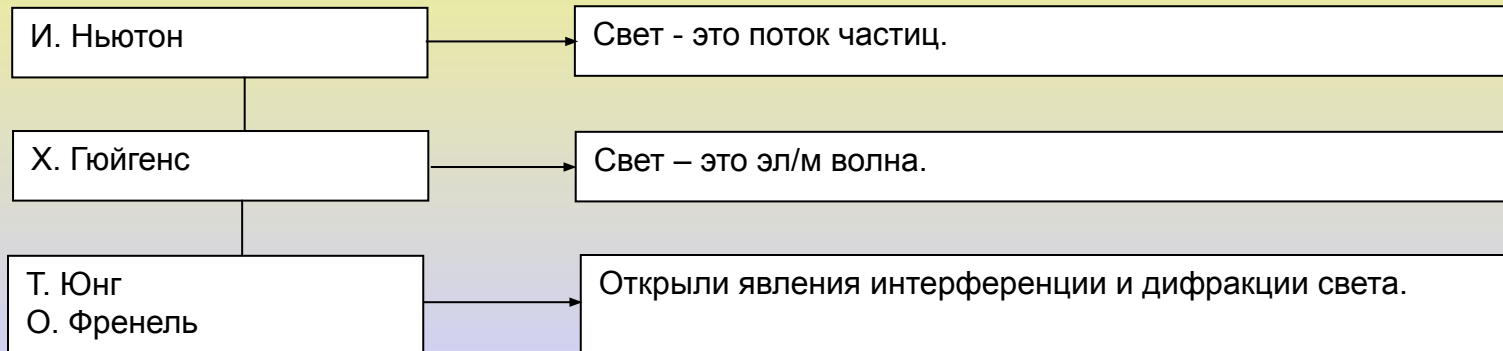 И. Ньютон
Свет - это поток частиц.
Х. Гюйгенс
Свет – это эл/м волна.
Т. Юнг
О. Френель
Открыли явления интерференции и дифракции света.